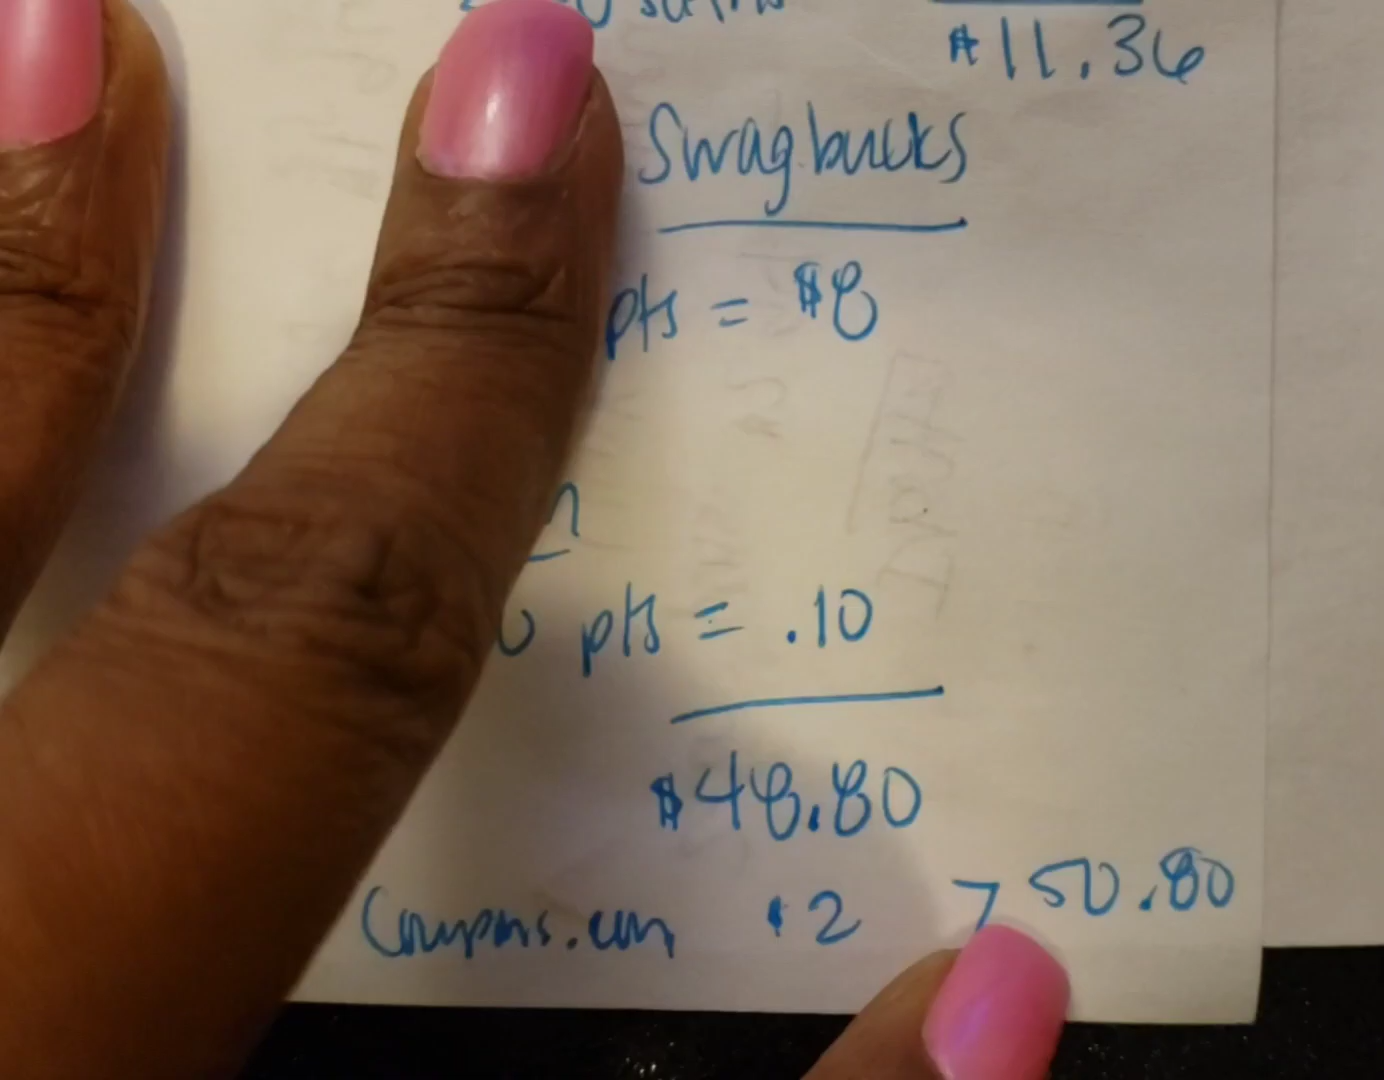 $11.36
Swagbucks
pts = $8
pts = .10
$48.80
Coupons.com $2 > 50.80